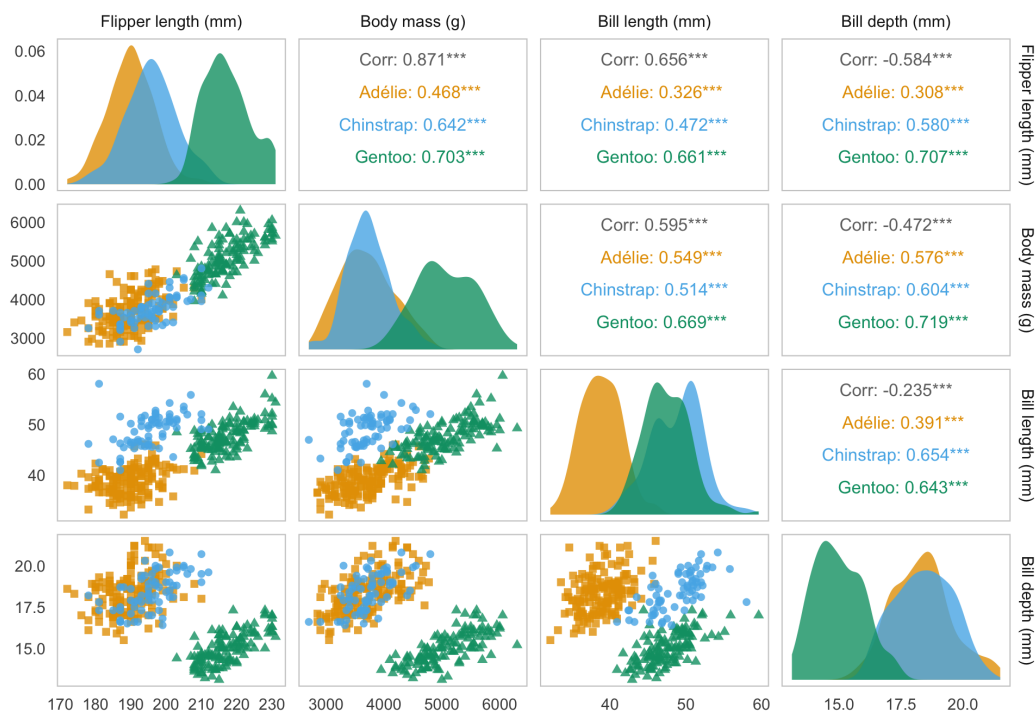 Flipper length (mm) Body mass (g) Bill length (mm) Bill depth (mm)
0.06
0.04
0.02
0.00
Corr: 0.871***
Adélie: 0.468***
Chinstrap: 0.642***
Gentoo: 0.703***
Corr: 0.656***
Adélie: 0.326***
Chinstrap: 0.472***
Gentoo: 0.661***
Corr: -0.584***
Adélie: 0.308***
Chinstrap: 0.580***
Gentoo: 0.707***
Flipper length (mm)
6000
5000
4000
3000
Corr: 0.595***
Adélie: 0.549***
Chinstrap: 0.514***
Gentoo: 0.669***
Corr: -0.472***
Adélie: 0.576***
Chinstrap: 0.604***
Gentoo: 0.719***
Body mass (g)
60
50
40
Corr: -0.235***
Adélie: 0.391***
Chinstrap: 0.654***
Gentoo: 0.643***
Bill length (mm)
20.0
17.5
15.0
Bill depth (mm)
170 180 190 200 210 220 230 3000 4000 5000 6000 40 50 60 15.0 17.5 20.0